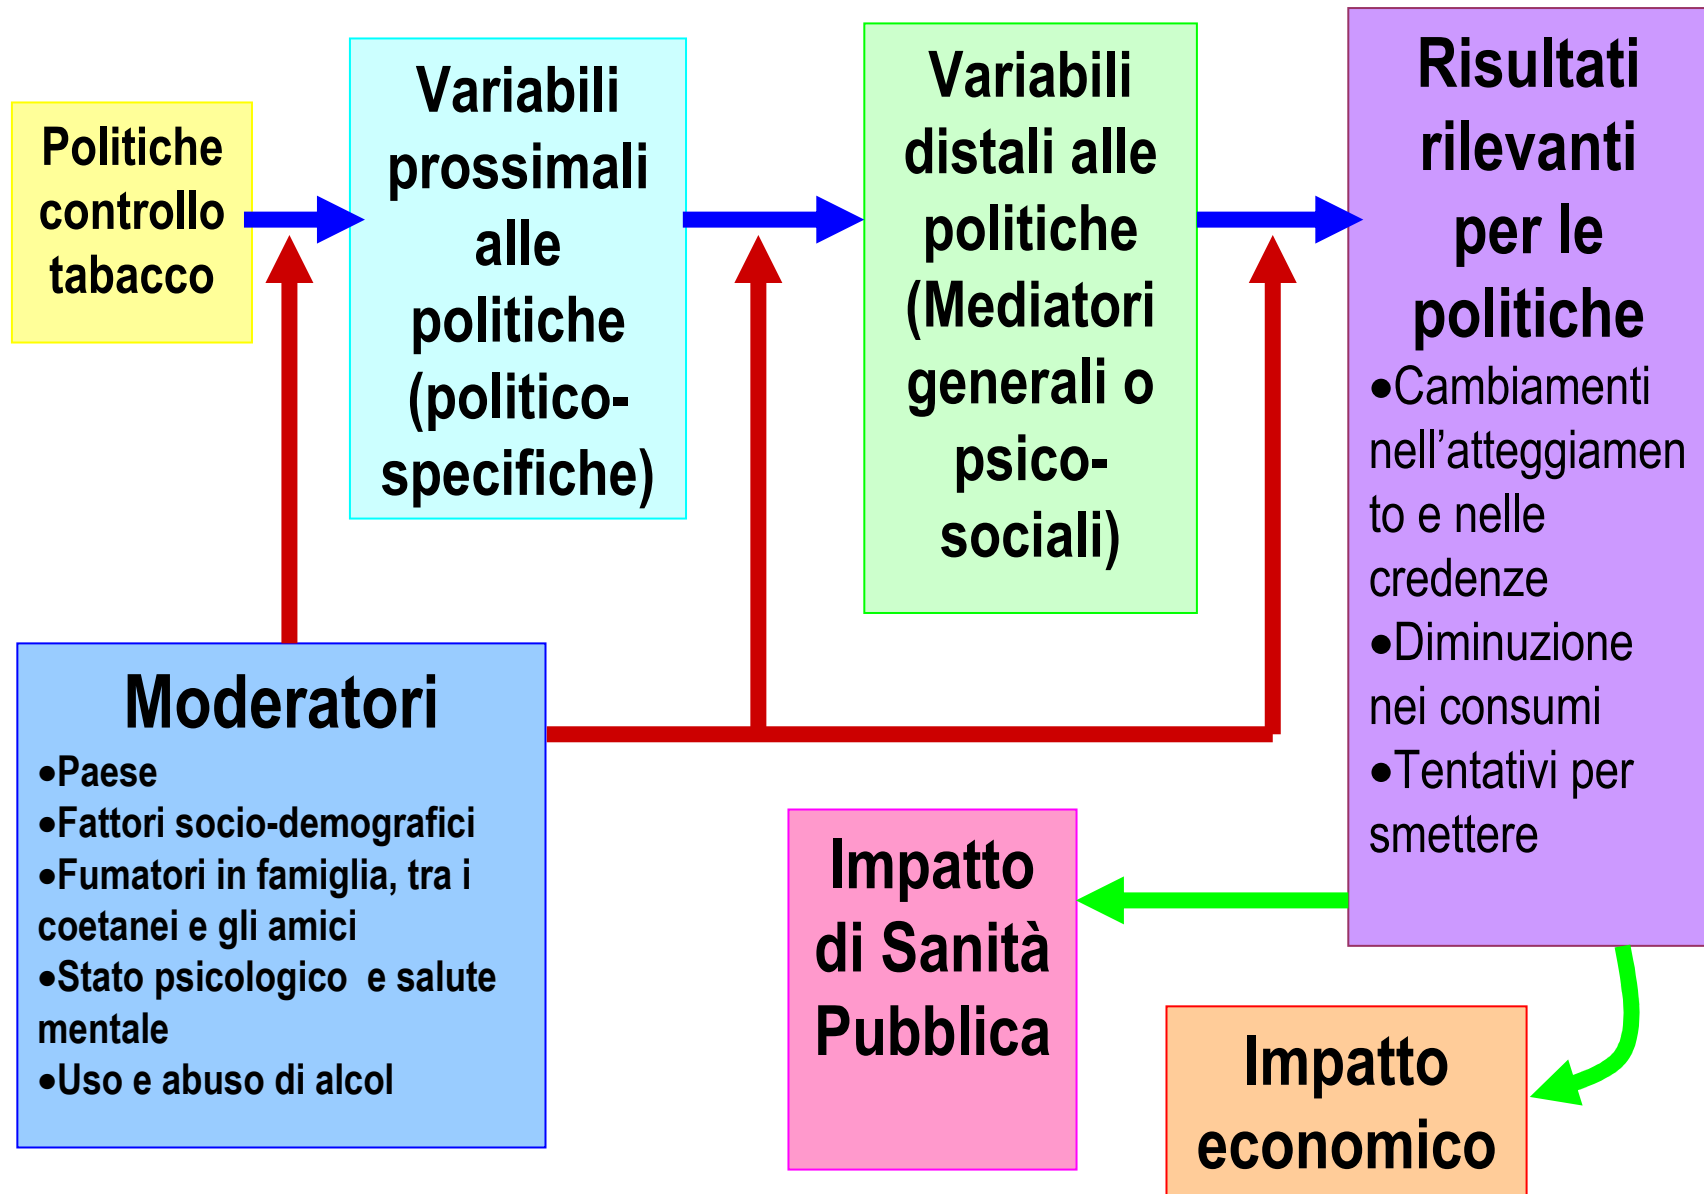 Politiche
controllo
tabacco
Variabili
prossimali
alle
politiche
(politico-
specifiche)
Variabili
distali alle
politiche
(Mediatori
generali o
psico-
sociali)
Risultati
rilevanti
per le
politiche
•Cambiamenti
nell’atteggiamen
to e nelle
credenze
•Diminuzione
nei consumi
•Tentativi per
smettere
Moderatori
•Paese
•Fattori socio-demografici
•Fumatori in famiglia, tra i
coetanei e gli amici
•Stato psicologico e salute
mentale
•Uso e abuso di alcol
Impatto
di Sanità
Pubblica
Impatto
economico